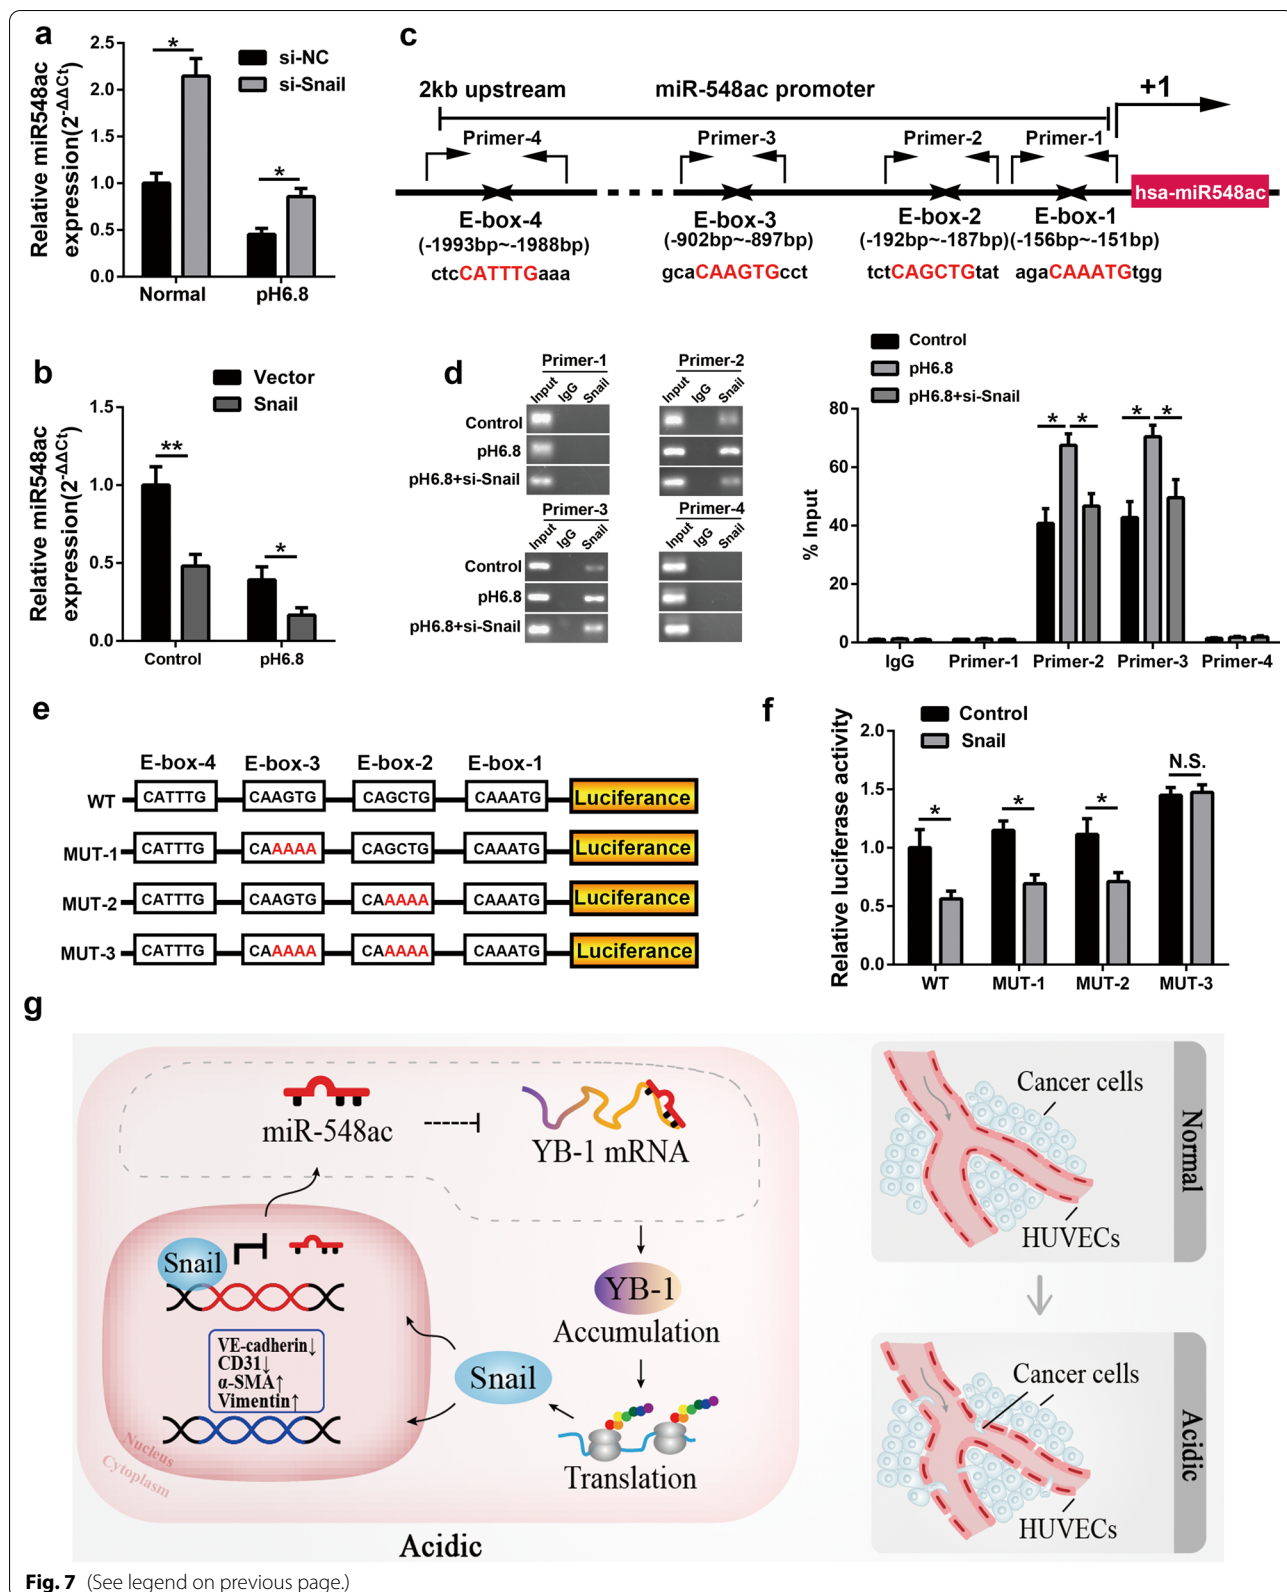 a
Relative miR548ac
expression(2-ΔΔCt)
2.5
2.0
1.5
1.0
0.5
0.0
*
*
si-NC
si-Snail
Normal
pH6.8
c
2kb upstream
miR-548ac promoter
+1
Primer-4
Primer-3
Primer-2
Primer-1
hsa-miR548ac
E-box-4
E-box-3
E-box-2
E-box-1
(-1993bp~-1988bp)
(-902bp~-897bp)
(-192bp~-187bp)
(-156bp~-151bp)
ctcCATTTGaaa
gcaCAAGTGcct
tctCAGCTGtat
agaCAAATGtgg
b
Relative miR548ac
expression(2-ΔΔCt)
Vector
Snail
1.5
1.0
0.5
0.0
**
*
Control
pH6.8
d
Primer-1
Input IgG Snail
Primer-2
Input IgG Snail
Control
pH6.8
pH6.8+si-Snail
Primer-3
Input IgG Snail
Primer-4
Input IgG Snail
Control
pH6.8
pH6.8+si-Snail
Control
pH6.8
pH6.8+si-Snail
% Input
80
60
40
20
0
* *
* *
IgG
Primer-1
Primer-2
Primer-3
Primer-4
e
E-box-4 E-box-3 E-box-2 E-box-1
WT CATTTG CAAGTG CAGCTG CAAATG Luciferance
MUT-1 CATTTG CAAAAA CAGCTG CAAATG Luciferance
MUT-2 CATTTG CAAGTG CAAAAA CAAATG Luciferance
MUT-3 CATTTG CAAAAA CAAAAA CAAATG Luciferance
f
Relative luciferase activity
Control
Snail
2.0
1.5
1.0
0.5
0.0
*
*
*
N.S.
WT
MUT-1
MUT-2
MUT-3
g
miR-548ac
YB-1 mRNA
Snail
YB-1
Accumulation
VE-cadherin↓
CD31↓
α-SMA↑
Vimentin↑
Snail
Translation
Nucleus
Cytoplasm
Acidic
Cancer cells
HUVECs
Normal
Cancer cells
HUVECs
Acidic
Fig. 7 (See legend on previous page.)